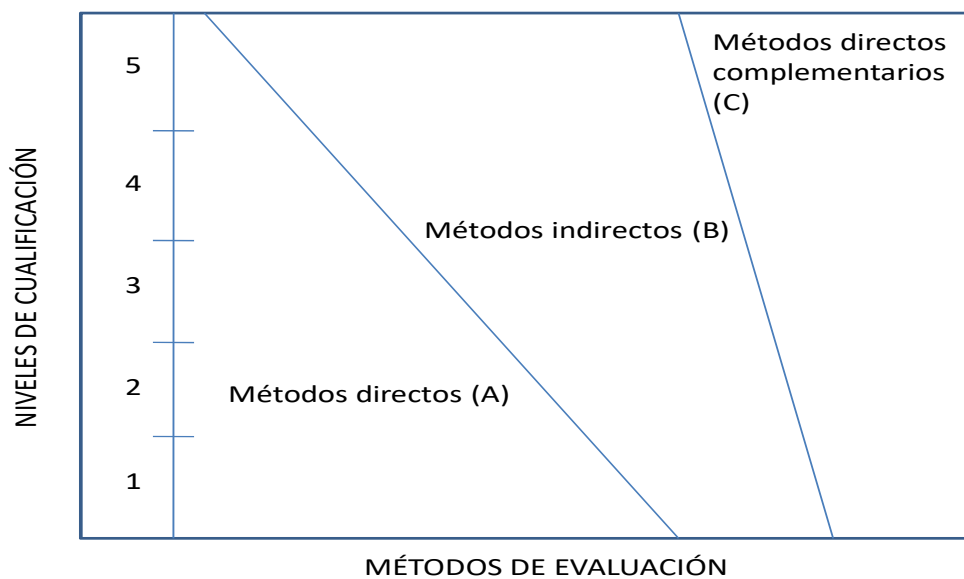 Métodos directos
complementarios
(C)
5
4
Métodos indirectos (B)
3
2
Métodos directos (A)
1
NIVELES DE CUALIFICACIÓN
MÉTODOS DE EVALUACIÓN